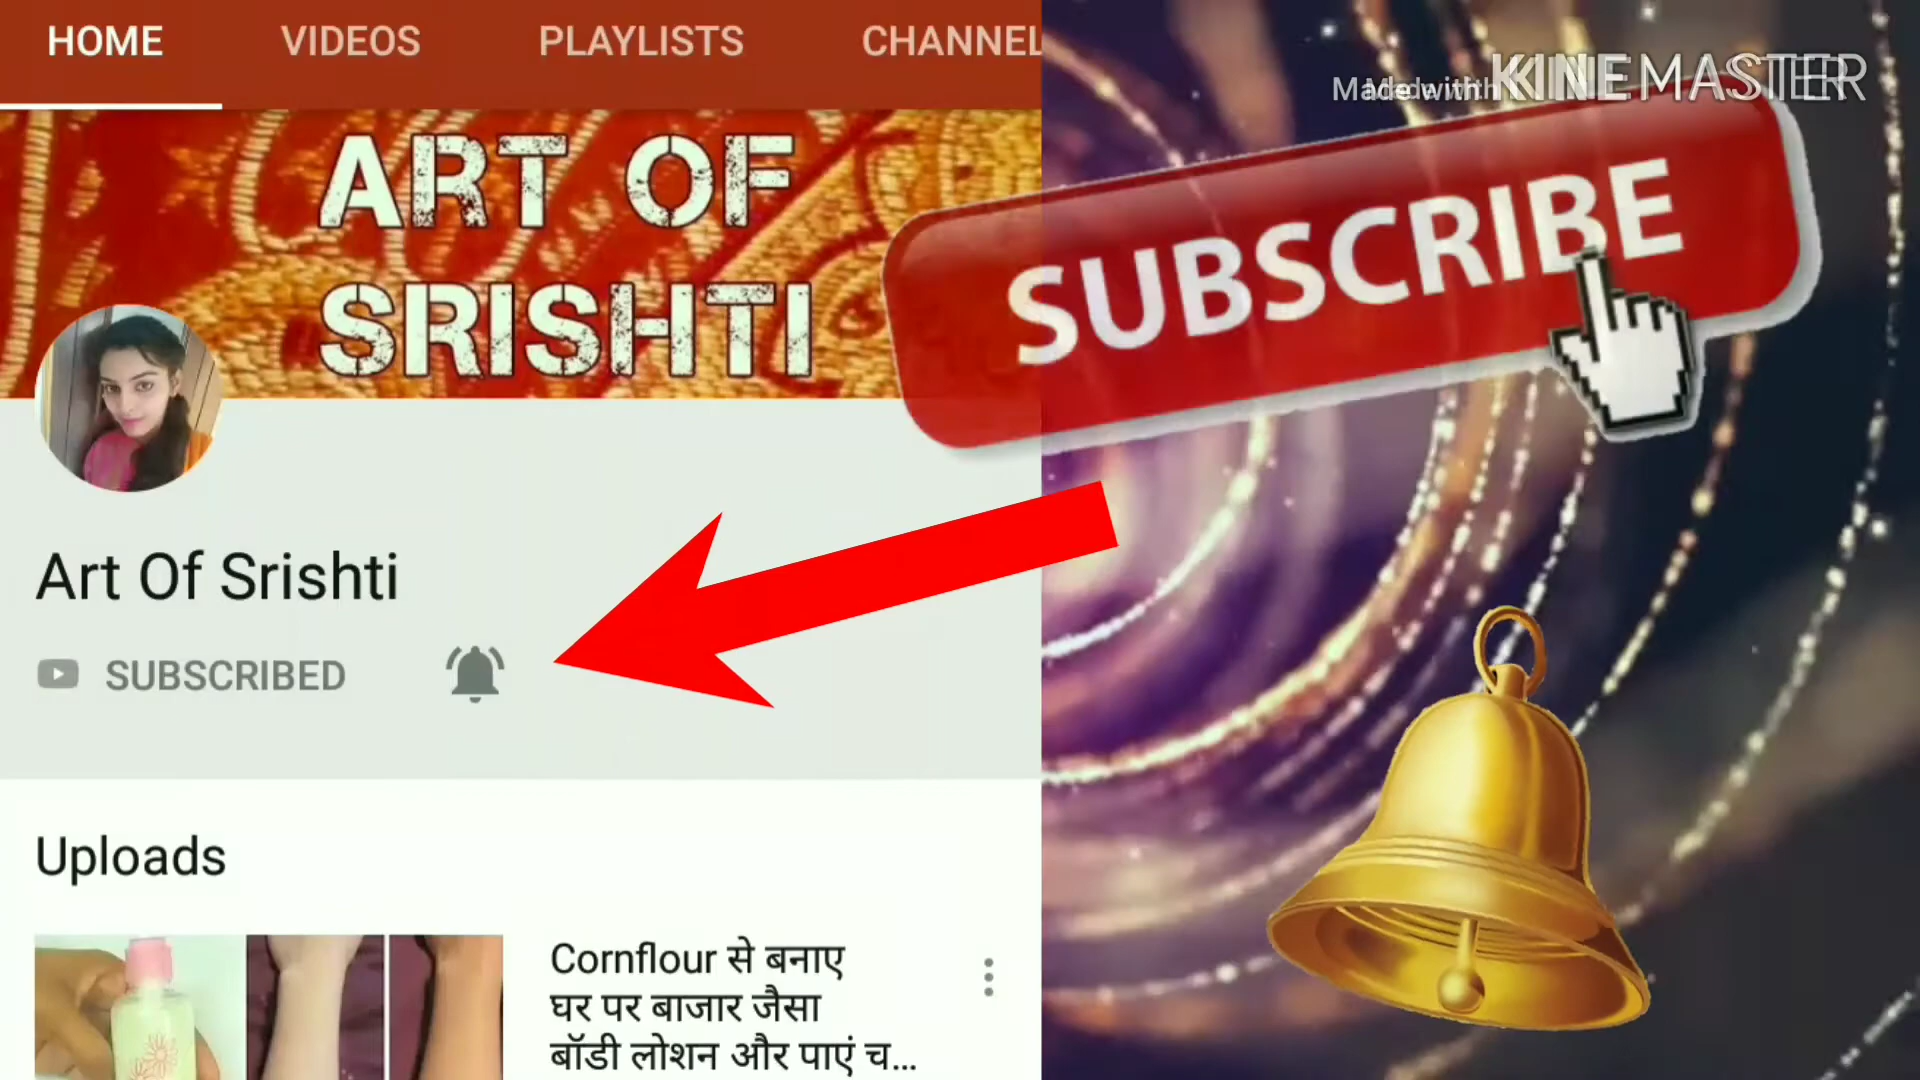 HOME VIDEOS PLAYLISTS CHANNEL
Made with KINEMASTER
ART OF
SRISHTI
SUBSCRIBE
Art Of Srishti
SUBSCRIBED
Uploads
Cornflour से बनाए
घर पर बाजार जैसा
बॉडी लोशन और पाएं च...